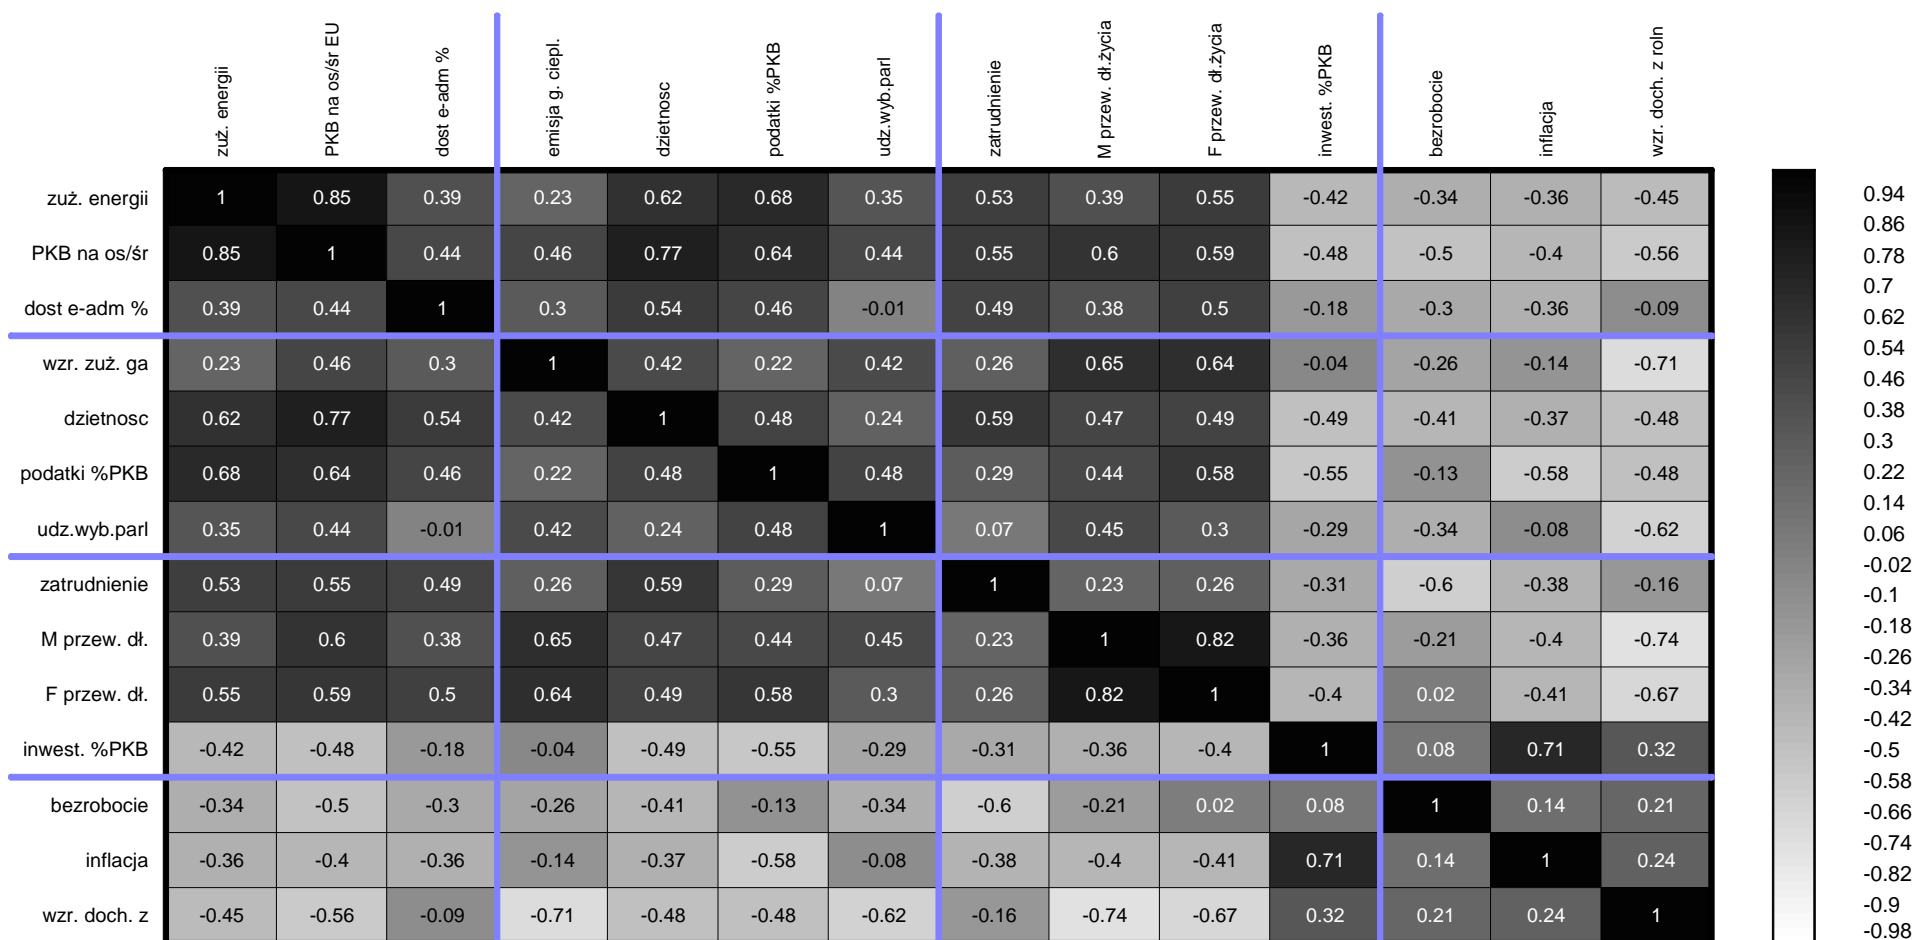 zuż. energii
PKB na os/śr EU
dost e-adm %
emisja g. ciepl.
dzietnosc
podatki %PKB
udz.wyb.parl
zatrudnienie
M przew. dł.życia
F przew. dł.życia
inwest. %PKB
bezrobocie
inflacja
wzr. doch. z roln
zuż. energii 1 0.85 0.39 0.23 0.62 0.68 0.35 0.53 0.39 0.55 -0.42 -0.34 -0.36 -0.45
PKB na os/śr 0.85 1 0.44 0.46 0.77 0.64 0.44 0.55 0.6 0.59 -0.48 -0.5 -0.4 -0.56
dost e-adm % 0.39 0.44 1 0.3 0.54 0.46 -0.01 0.49 0.38 0.5 -0.18 -0.3 -0.36 -0.09
wzr. zuż. ga 0.23 0.46 0.3 1 0.42 0.22 0.42 0.26 0.65 0.64 -0.04 -0.26 -0.14 -0.71
dzietnosc 0.62 0.77 0.54 0.42 1 0.48 0.24 0.59 0.47 0.49 -0.49 -0.41 -0.37 -0.48
podatki %PKB 0.68 0.64 0.46 0.22 0.48 1 0.48 0.29 0.44 0.58 -0.55 -0.13 -0.58 -0.48
udz.wyb.parl 0.35 0.44 -0.01 0.42 0.24 0.48 1 0.07 0.45 0.3 -0.29 -0.34 -0.08 -0.62
zatrudnienie 0.53 0.55 0.49 0.26 0.59 0.29 0.07 1 0.23 0.26 -0.31 -0.6 -0.38 -0.16
M przew. dł. 0.39 0.6 0.38 0.65 0.47 0.44 0.45 0.23 1 0.82 -0.36 -0.21 -0.4 -0.74
F przew. dł. 0.55 0.59 0.5 0.64 0.49 0.58 0.3 0.26 0.82 1 -0.4 0.02 -0.41 -0.67
inwest. %PKB -0.42 -0.48 -0.18 -0.04 -0.49 -0.55 -0.29 -0.31 -0.36 -0.4 1 0.08 0.71 0.32
bezrobocie -0.34 -0.5 -0.3 -0.26 -0.41 -0.13 -0.34 -0.6 -0.21 0.02 0.08 1 0.14 0.21
inflacja -0.36 -0.4 -0.36 -0.14 -0.37 -0.58 -0.08 -0.38 -0.4 -0.41 0.71 0.14 1 0.24
wzr. doch. z -0.45 -0.56 -0.09 -0.71 -0.48 -0.48 -0.62 -0.16 -0.74 -0.67 0.32 0.21 0.24 1
0.94
0.86
0.78
0.7
0.62
0.54
0.46
0.38
0.3
0.22
0.14
0.06
-0.02
-0.1
-0.18
-0.26
-0.34
-0.42
-0.5
-0.58
-0.66
-0.74
-0.82
-0.9
-0.98